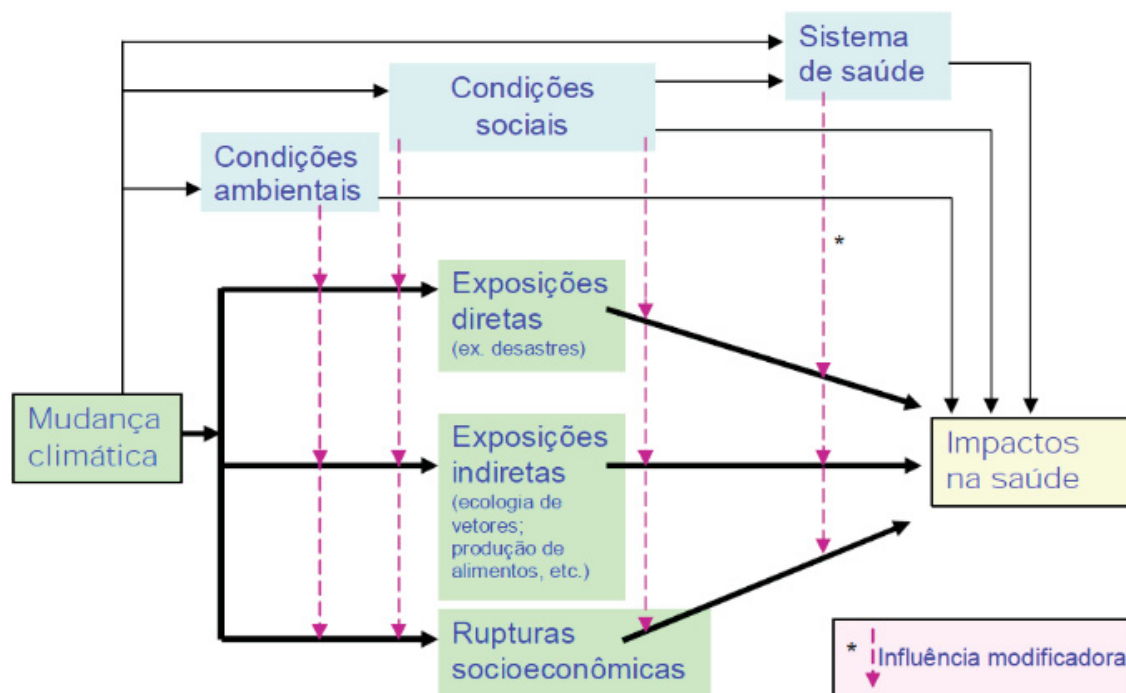 Sistema
de saúde
Condições
sociais
Condições
ambientais
*
Exposições
diretas
(ex. desastres)
Mudança
climática
Exposições
indiretas
(ecologia de
vetores;
produção de
alimentos, etc.)
Impactos
na saúde
Rupturas
socioeconômicas
* Influência modificadora